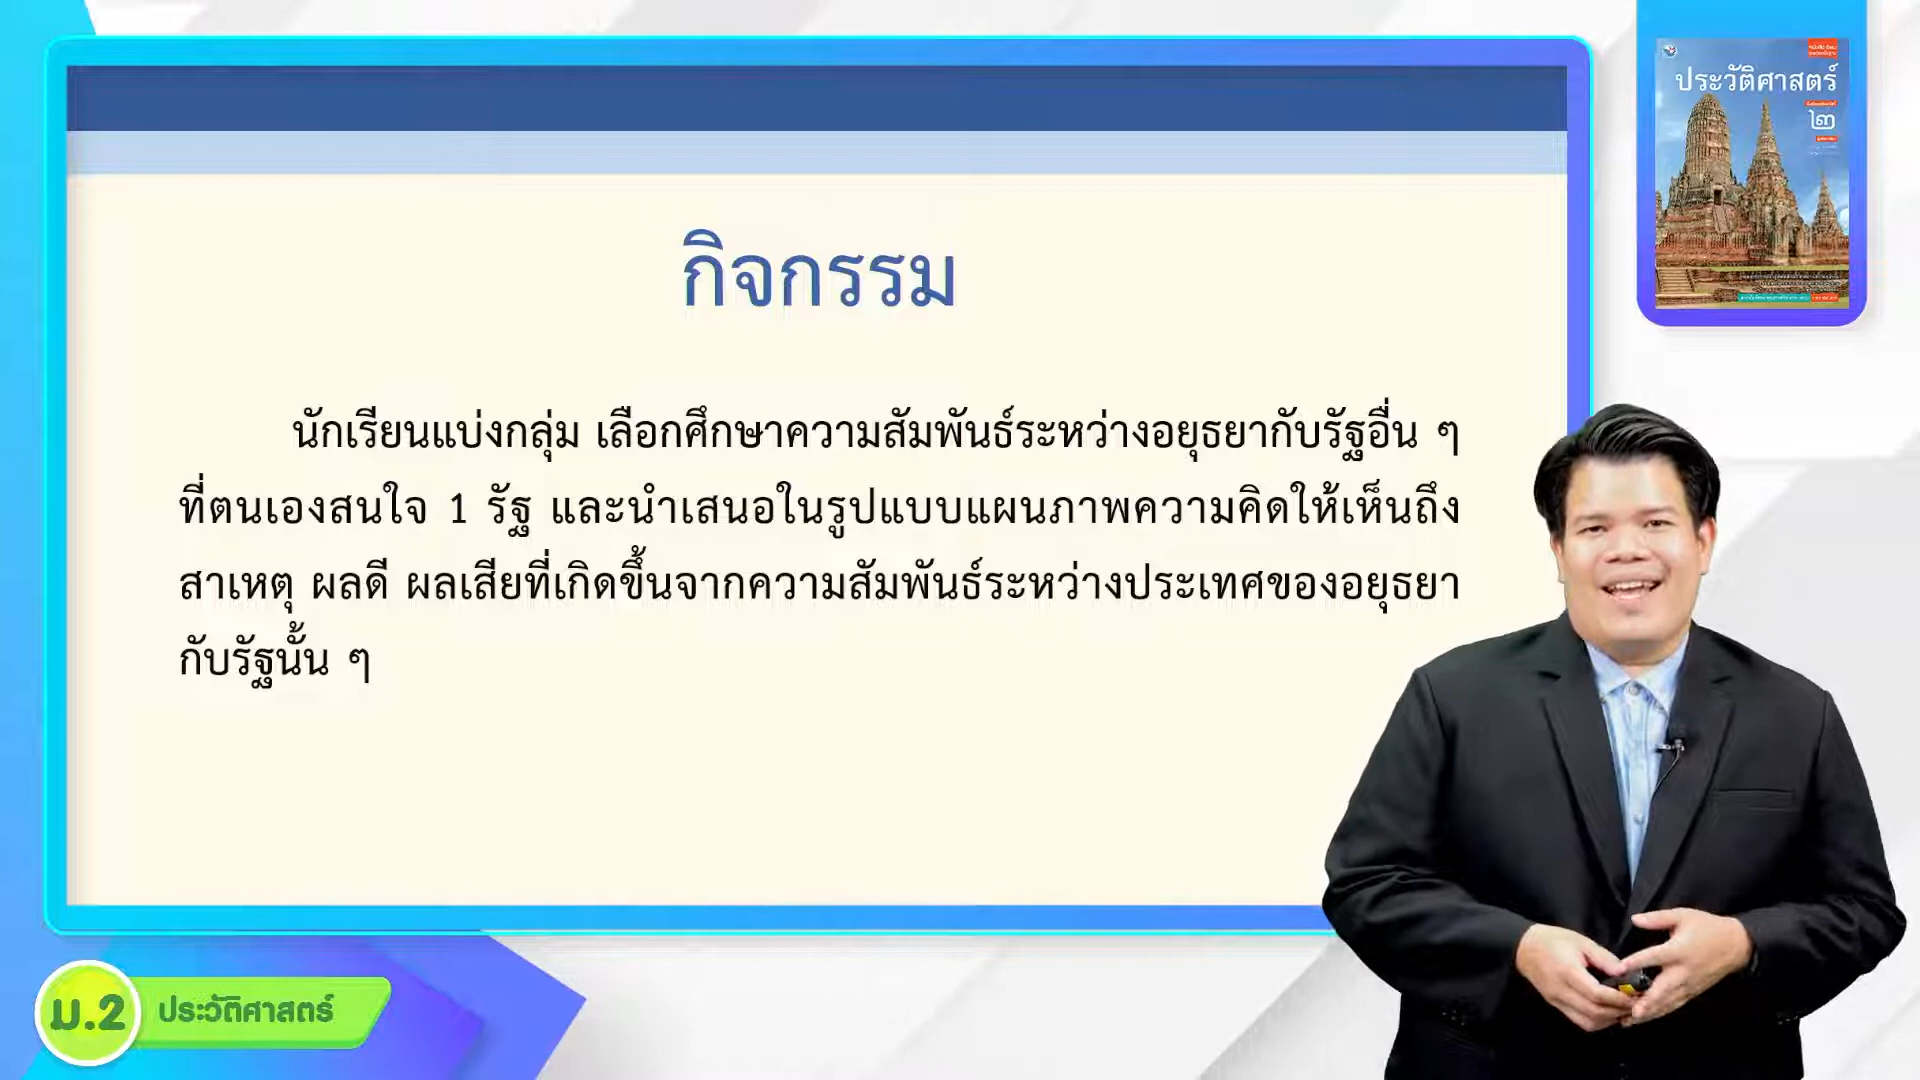 กิจกรรม
นักเรียนแบ่งกลุ่ม เลือกศึกษาความสัมพันธ์ระหว่างอยุธยากับรัฐอื่น ๆ
ที่ตนเองสนใจ 1 รัฐ และนำเสนอในรูปแบบแผนภาพความคิดให้เห็นถึง
สาเหตุ ผลดี ผลเสียที่เกิดขึ้นจากความสัมพันธ์ระหว่างประเทศของอยุธยา
กับรัฐนั้น ๆ
ประวัติศาสตร์
๒
ม.2 ประวัติศาสตร์